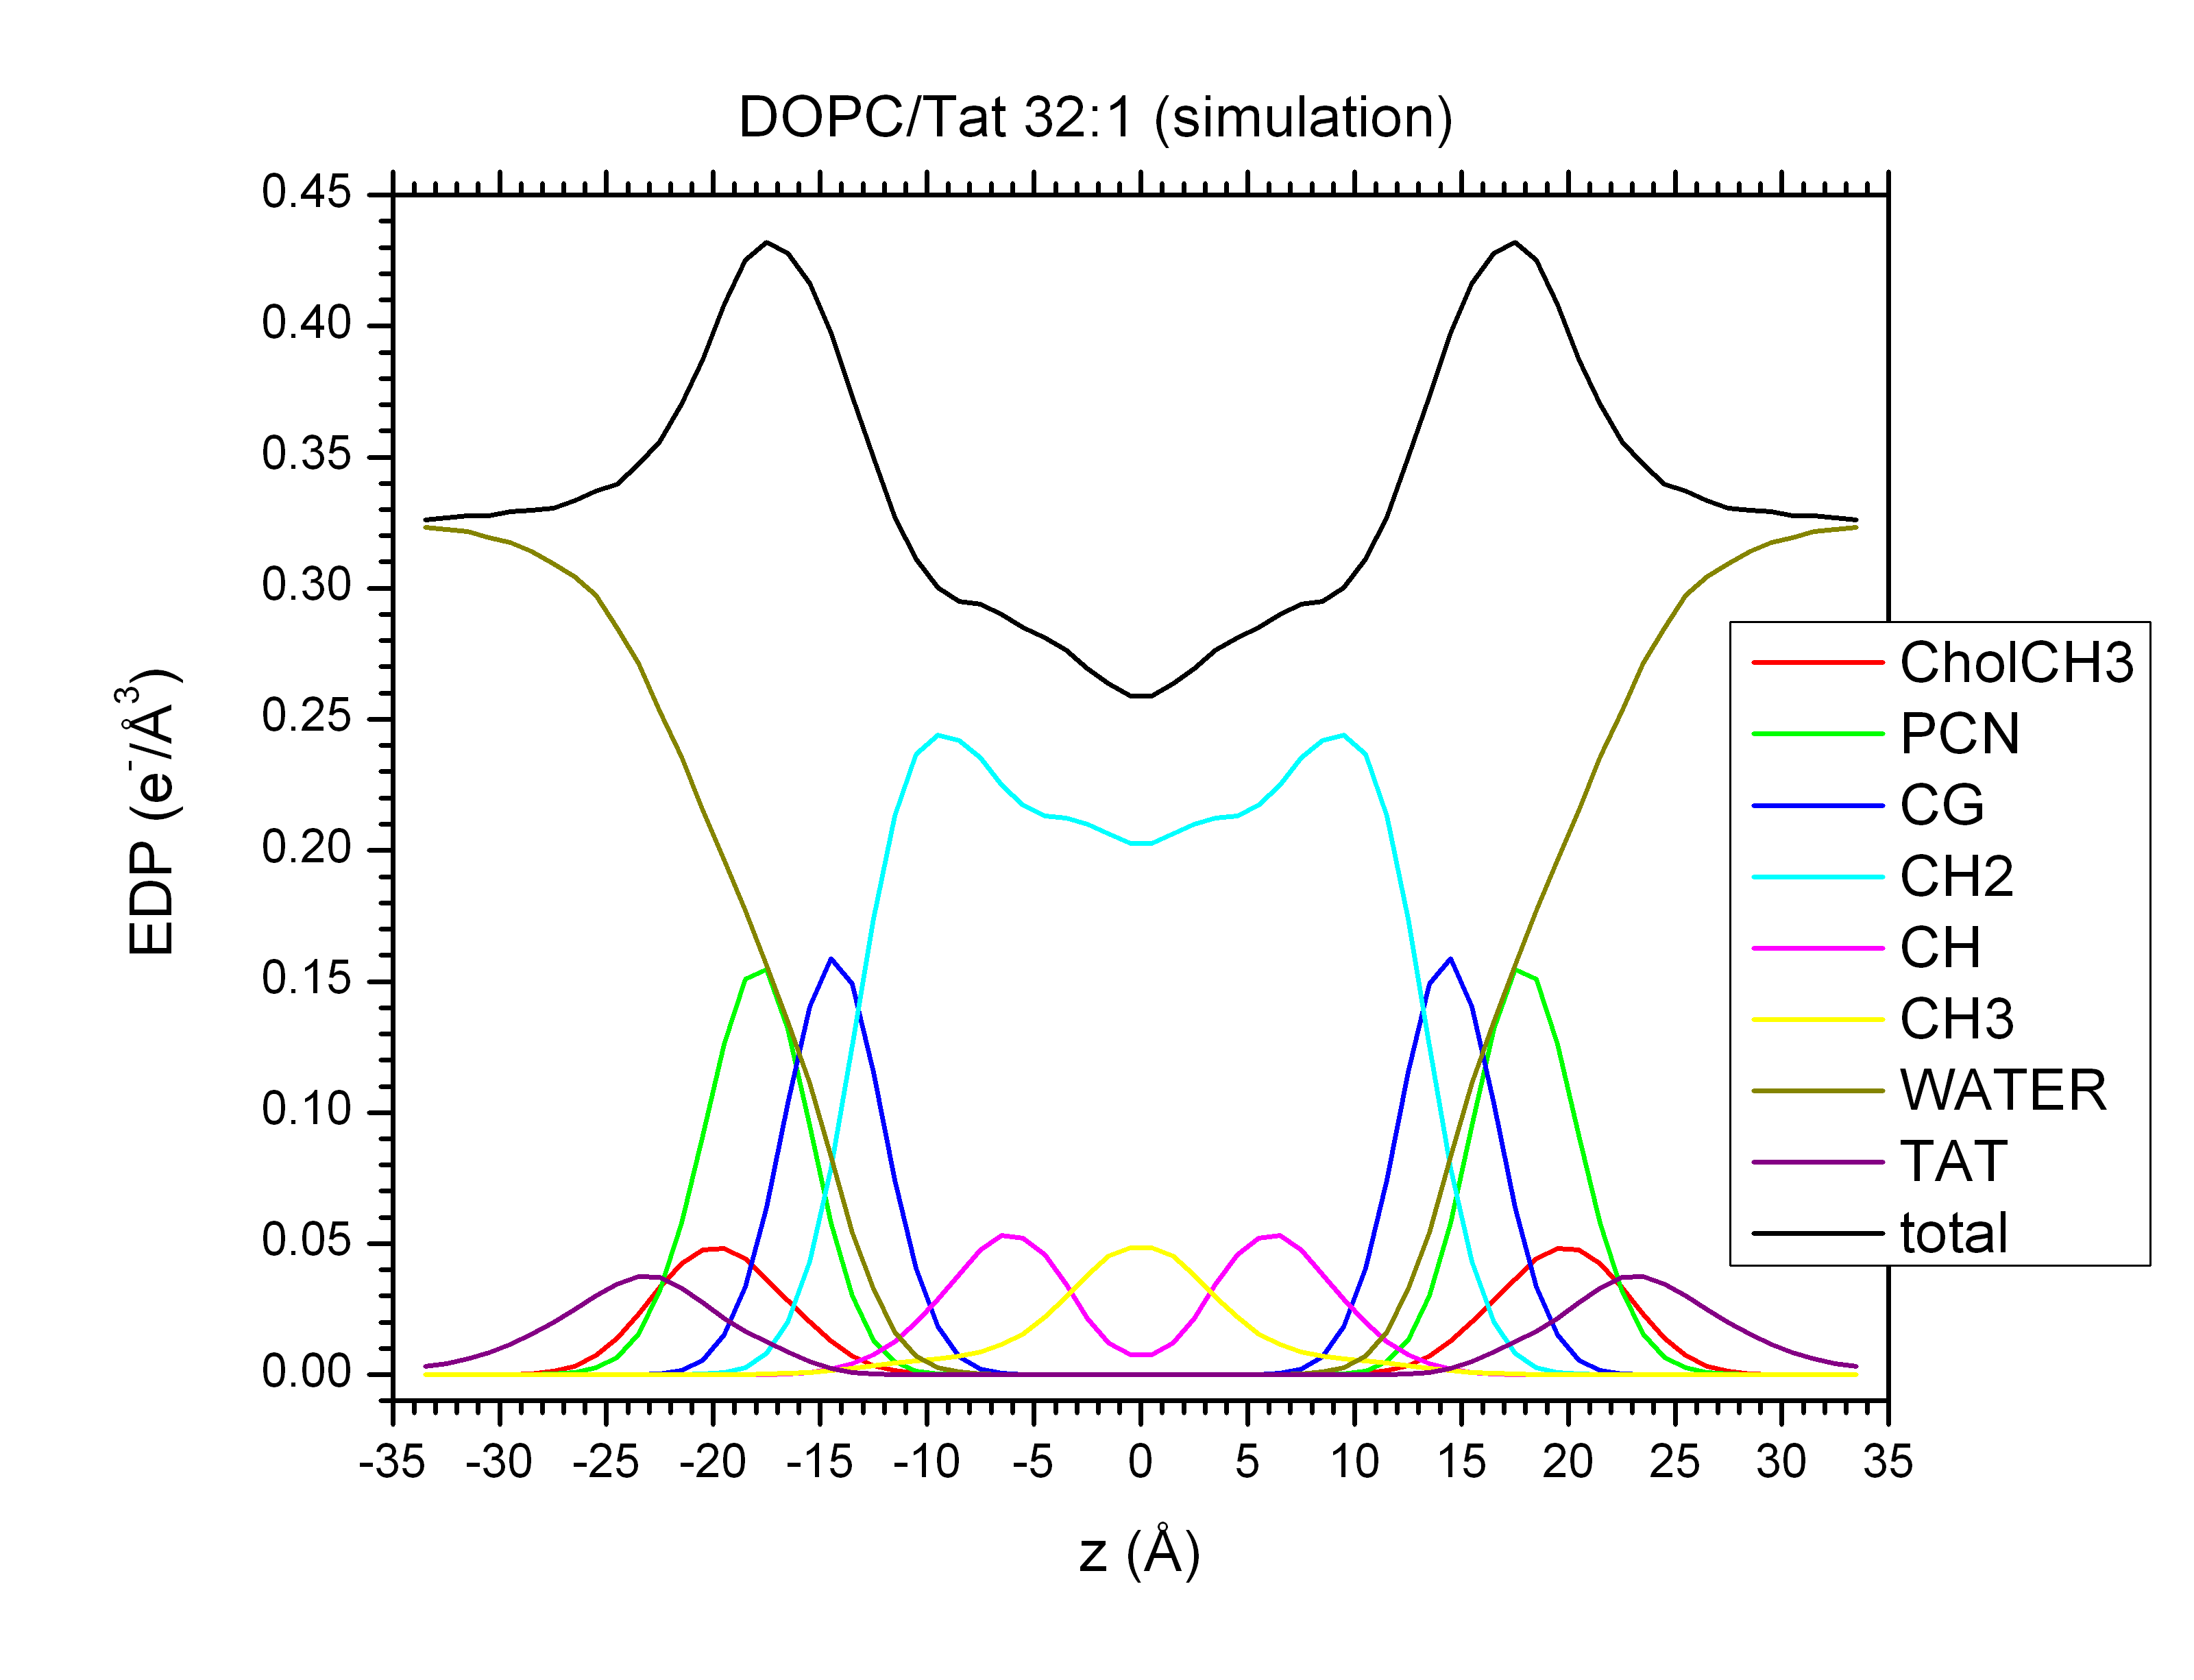 DOPC/Tat 32:1 (simulation)
0.45
0.40
0.35
0.30
0.25
0.20
0.15
0.10
0.05
0.00
EDP (e⁻/Å³)
CholCH3
PCN
CG
CH2
CH
CH3
WATER
TAT
total
-35 -30 -25 -20 -15 -10 -5 0 5 10 15 20 25 30 35
z (Å)